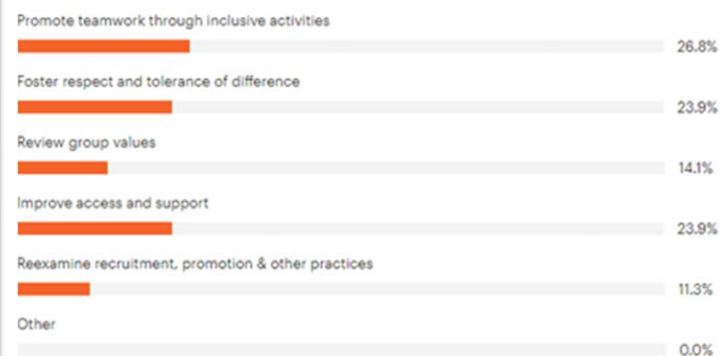 Promote teamwork through inclusive activities
26.8%
Foster respect and tolerance of difference
23.9%
Review group values
14.1%
Improve access and support
23.9%
Reexamine recruitment, promotion & other practices
11.3%
Other
0.0%